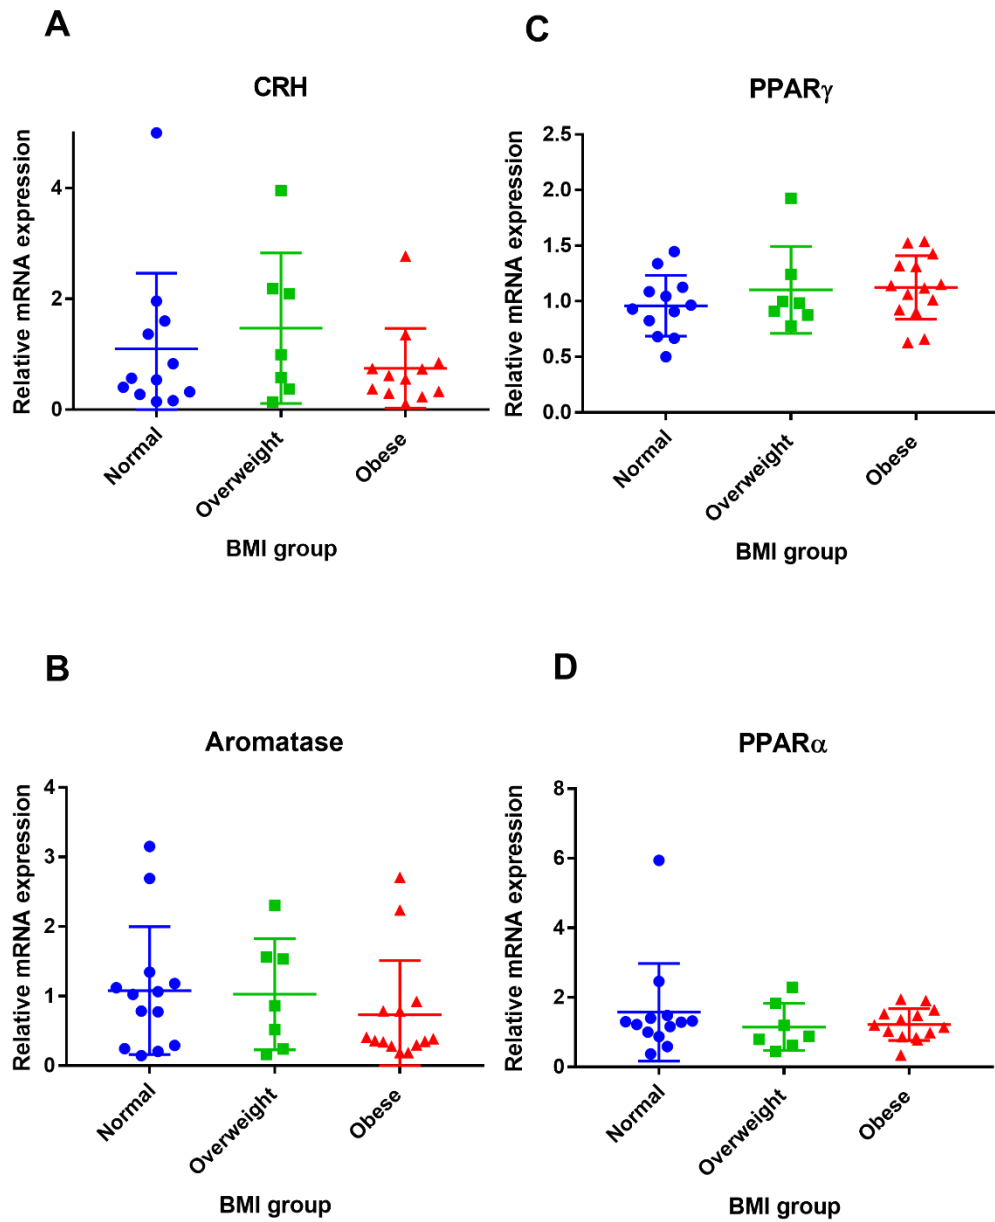 A
CRH
Relative mRNA expression
4
2
0
Normal
Overweight
Obese
BMI group
C
PPARγ
Relative mRNA expression
2.5
2.0
1.5
1.0
0.5
0.0
Normal
Overweight
Obese
BMI group
B
Aromatase
Relative mRNA expression
4
3
2
1
0
Normal
Overweight
Obese
BMI group
D
PPARα
Relative mRNA expression
8
6
4
2
0
Normal
Overweight
Obese
BMI group